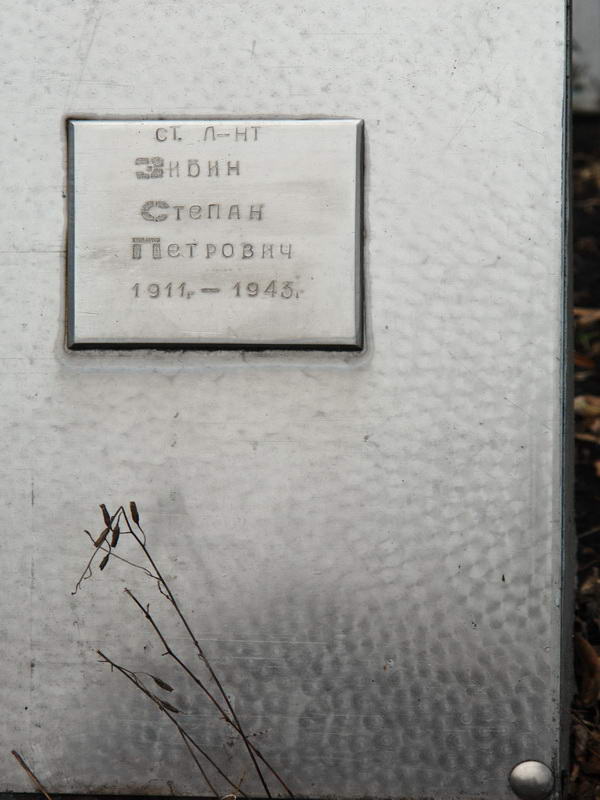 ст. л-нт
Зибин
Степан
Петрович
1911г. — 1943г.